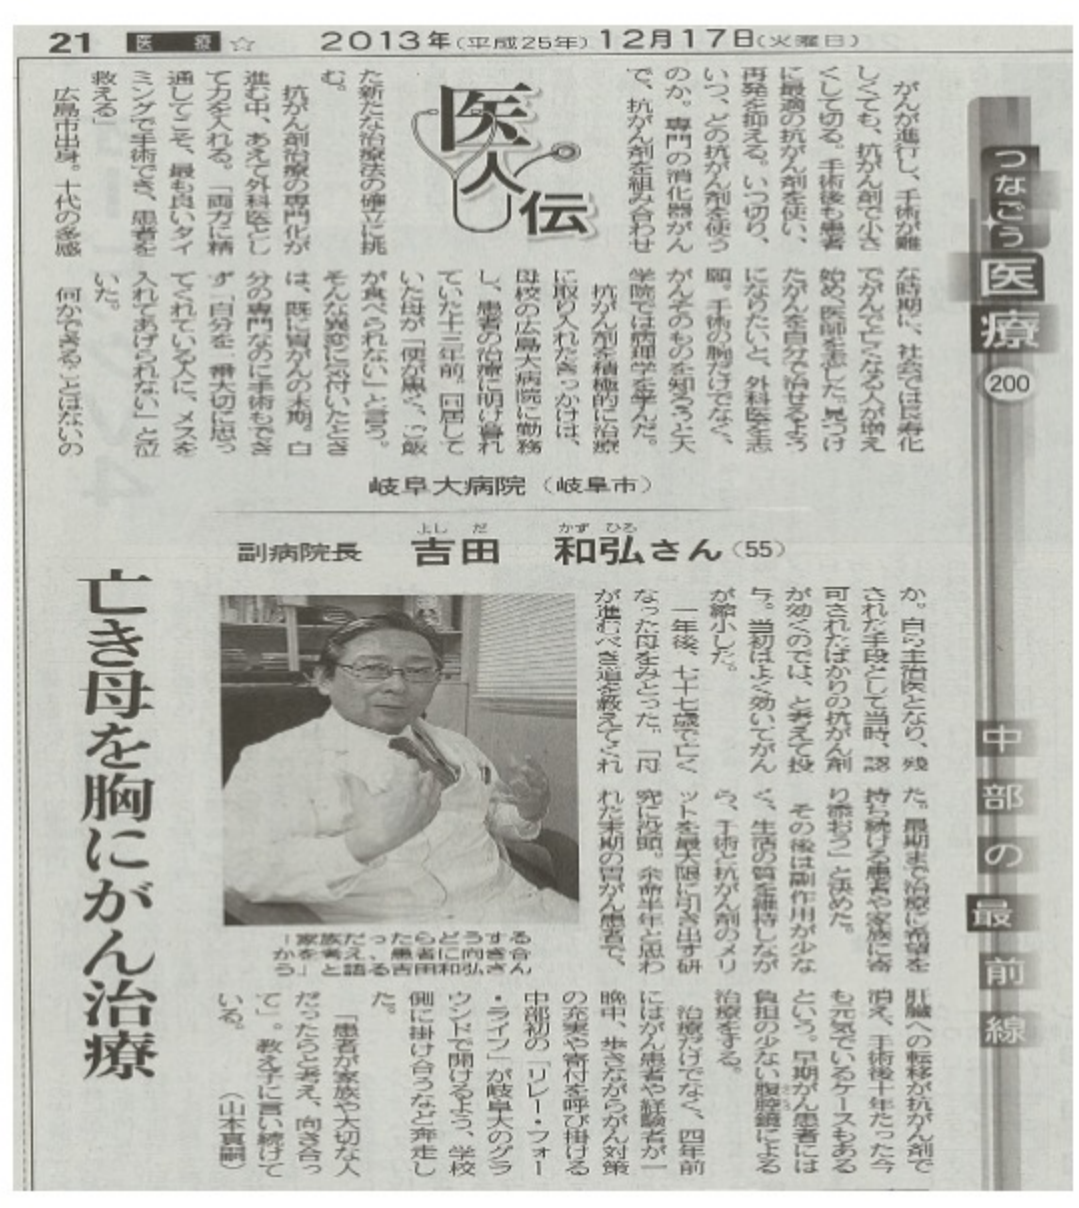 21 医療☆ 2013年(平成25年)12月17日(火曜日)
つなごう医療
200
中部の最前線
医人伝
がんが進行し、手術が難
しくても、抗がん剤で小さ
くして切る。手術後も患者
に最適の抗がん剤を使い、
再発を抑える。いつ切り、
いつ、どの抗がん剤を使う
のか。専門の消化器がん
で、抗がん剤を組み合わせ
た新たな治療法の確立に挑
む。
抗がん剤治療の専門化が
進む中、あえて外科医とし
て力を入れる。「両方に精
通してこそ、最も良いタイ
ミングで手術でき、患者を
救える」
広島市出身。十代の多感
な時期に、社会では長寿化
でがんで亡くなる人が増え
始め、医師を志した。見つけ
たがんを自分で治せるよう
になりたいと、外科医を志
願。手術の腕だけでなく、
がんそのものを知ろうと大
学院では病理学を学んだ。
抗がん剤を積極的に治療
に取り入れたきっかけは、
母校の広島大病院に勤務
し、患者の治療に明け暮れ
ていた十三年前。同居して
いた母が「便が黒く、ご飯
が食べられない」と言う。
そんな異変に気付いたとき
は、既に胃がんの末期。自
分の専門なのに手術もでき
ず「自分を一番大切に思っ
てくれている人に、メスを
入れてあげられない」と泣
いた。
何かできることはないの
岐阜大病院(岐阜市)
副病院長 吉田 和弘さん(55)
よしだ かずひろ
亡き母を胸にがん治療
か。自ら主治医となり、残
された手段として当時、認
可されたばかりの抗がん剤
が効くのでは、と考えて投
与。当初はよく効いてがん
が縮小した。
一年後、七十七歳で亡く
なった母をみとった。「母
が進むべき道を教えてくれ
た。最期まで治療に希望を
持ち続ける患者や家族に寄
り添おう」と決めた。
その後は副作用が少な
く、生活の質を維持しなが
ら、手術と抗がん剤のメリ
ットを最大限に引き出す研
究に没頭。余命半年と思わ
れた末期の胃がん患者で、
肝臓への転移が抗がん剤で
消え、手術後十年たった今
も元気でいるケースもある
という。早期がん患者には
負担の少ない腹腔鏡による
治療をする。
治療だけでなく、四年前
にはがん患者や経験者が一
晩中、歩きながらがん対策
の充実や寄付を呼び掛ける
中部初の「リレー・フォー
・ライフ」が岐阜大のグラ
ウンドで開けるよう、学校
側に掛け合うなど奔走し
た。
「患者が家族や大切な人
だったらと考え、向き合っ
て」。教え子に言い続けて
いる。 (山本真嗣)
「家族だったらどうする
かを考え、患者に向き合
う」と語る吉田和弘さん